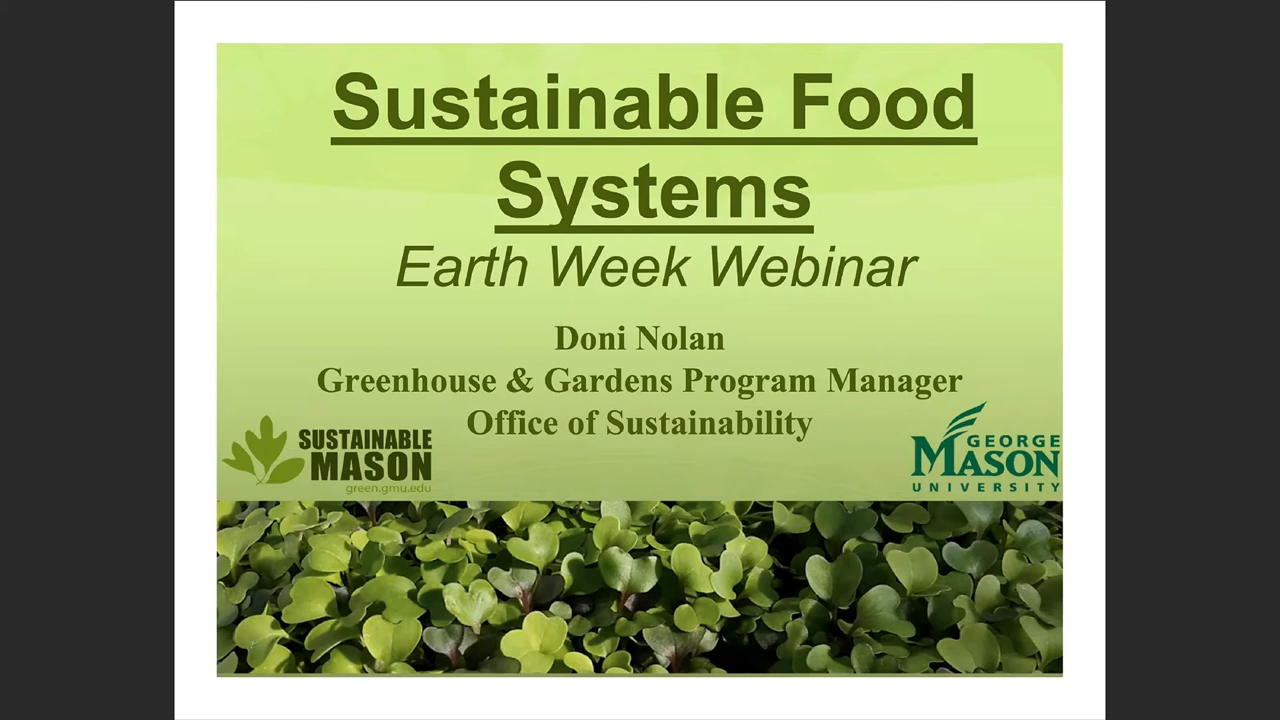 Sustainable Food
Systems
Earth Week Webinar
Doni Nolan
Greenhouse & Gardens Program Manager
Office of Sustainability
SUSTAINABLE
MASON
green.gmu.edu
GEORGE
MASON
UNIVERSITY